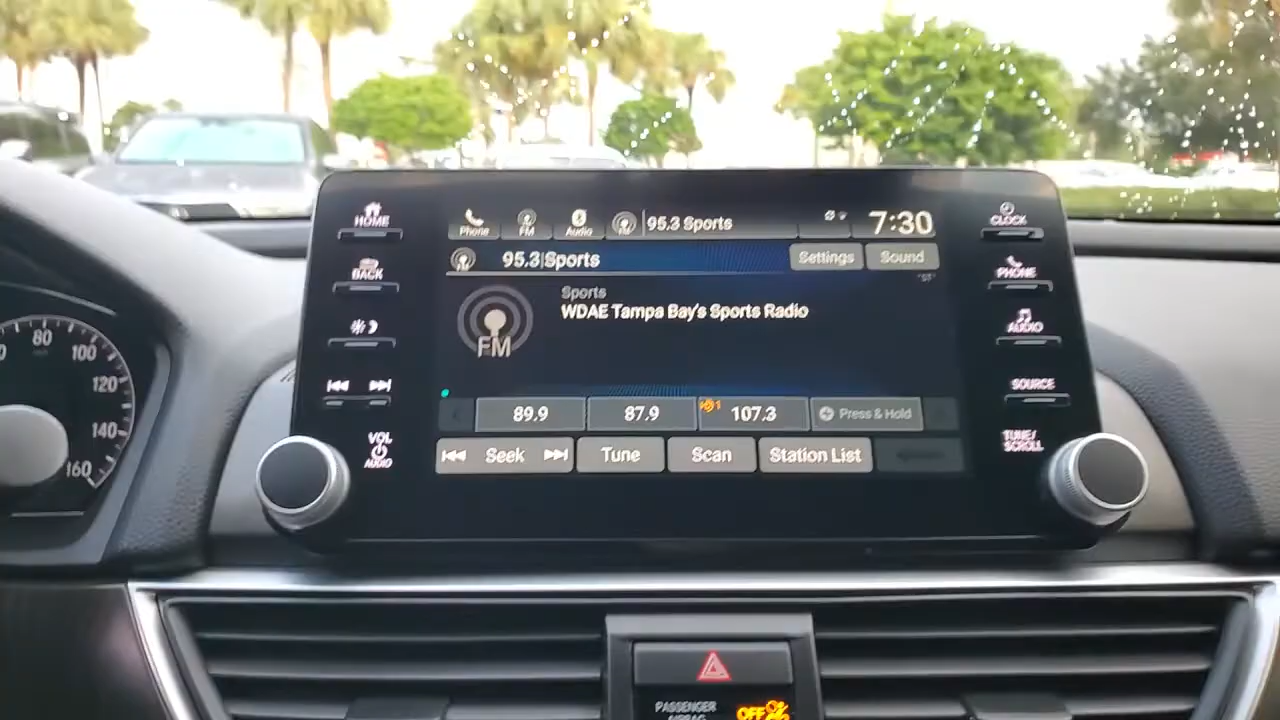 HOME
Phone
FM
Audio
95.3 Sports
7:30
CLOCK
BACK
95.3|Sports
Settings
Sound
PHONE
Sports
WDAE Tampa Bay's Sports Radio
FM
AUDIO
SOURCE
89.9
87.9
1
107.3
Press & Hold
VOL
AUDIO
Seek
Tune
Scan
Station List
TUNE/
SCROLL
80
100
120
140
160
PASSENGER
AIRBAG
OFF